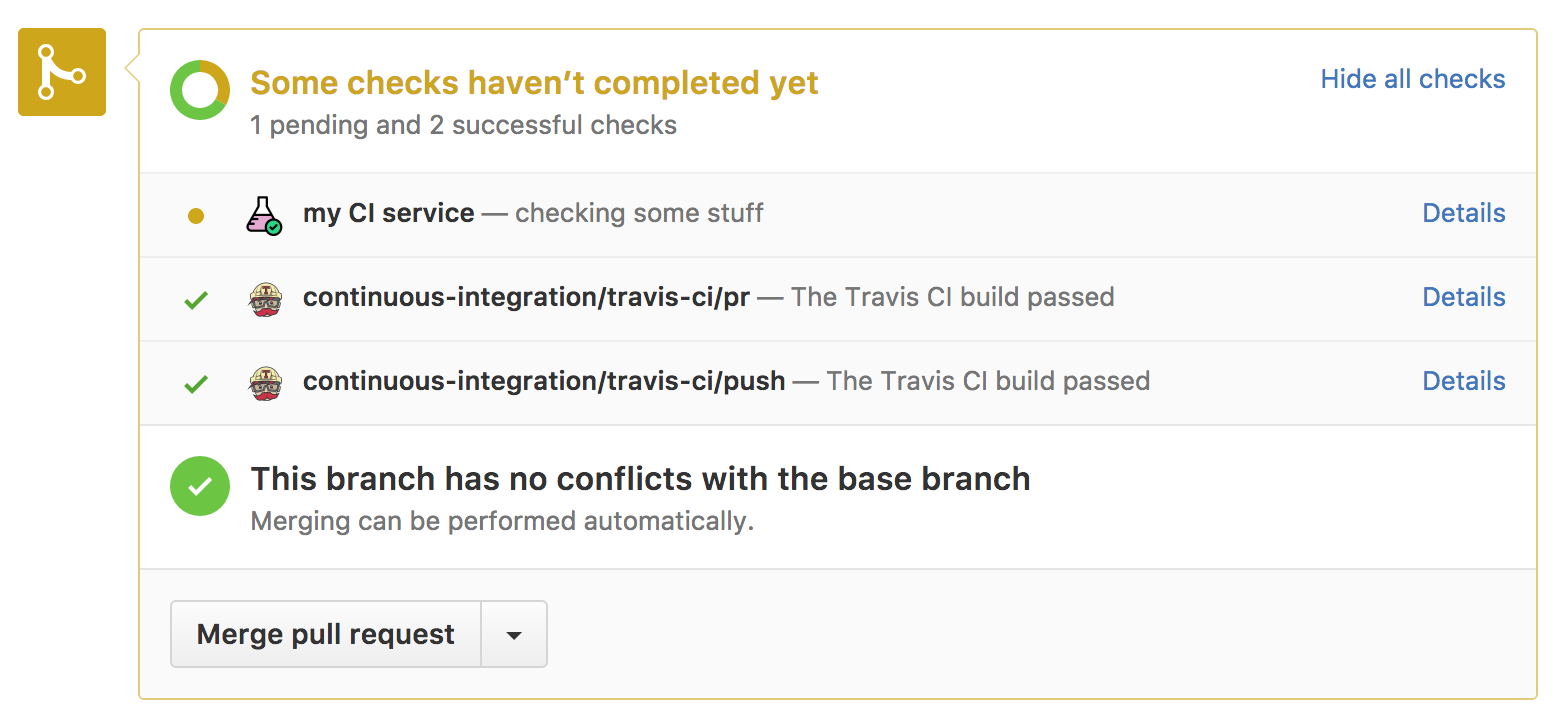 Some checks haven’t completed yet
Hide all checks
1 pending and 2 successful checks
my CI service — checking some stuff
Details
continuous-integration/travis-ci/pr — The Travis CI build passed
Details
continuous-integration/travis-ci/push — The Travis CI build passed
Details
This branch has no conflicts with the base branch
Merging can be performed automatically.
Merge pull request